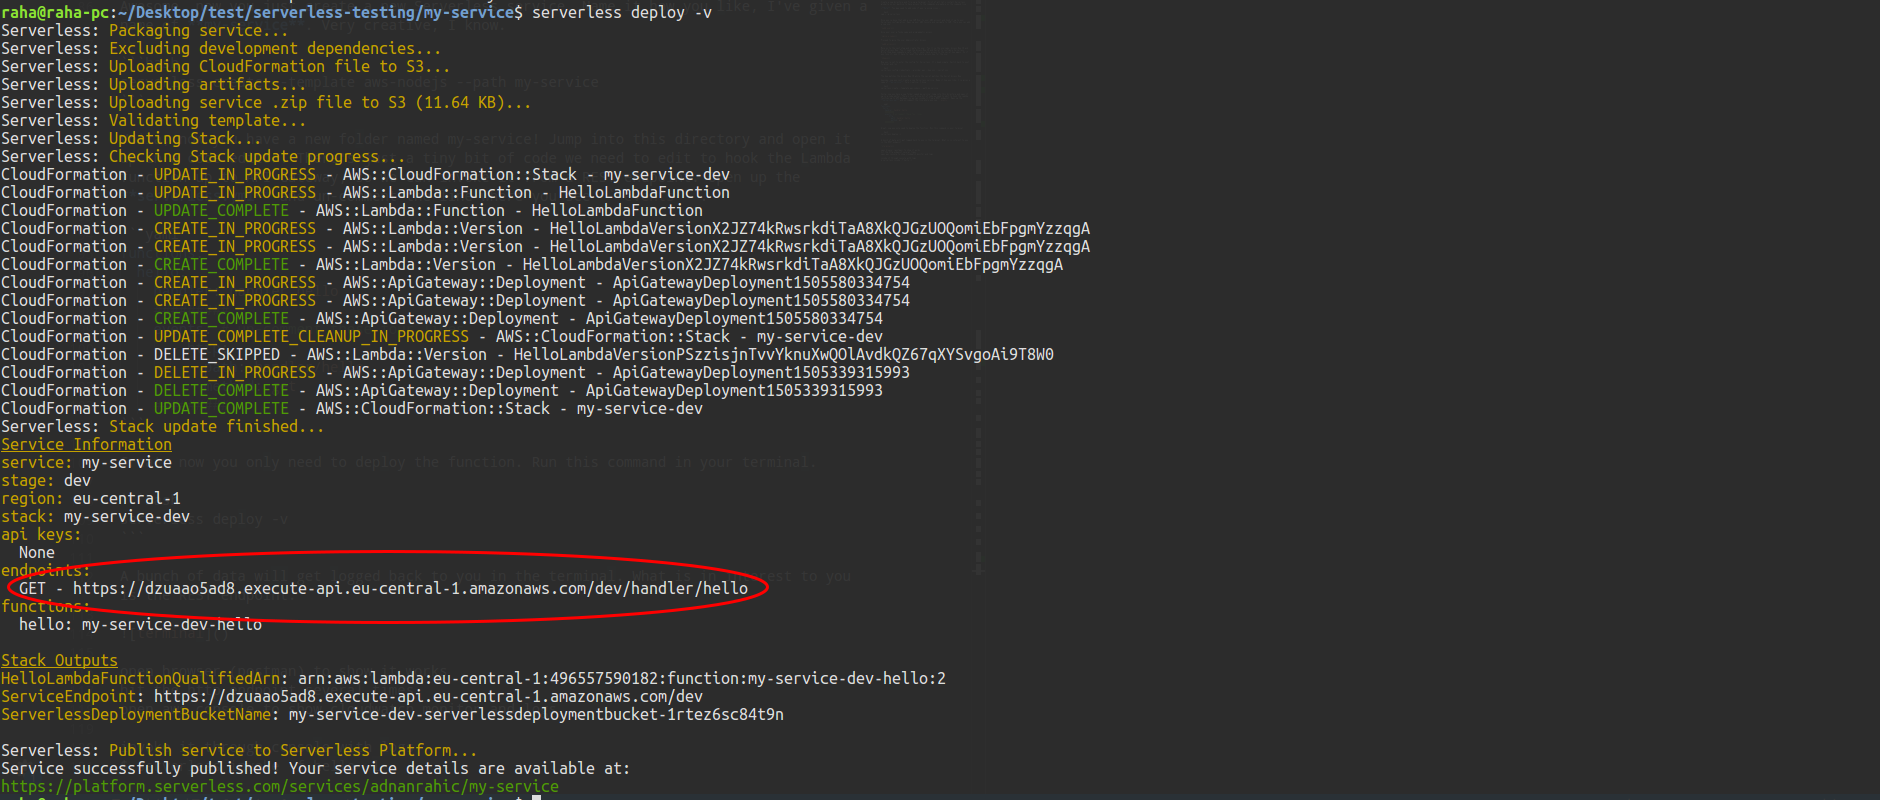 raha@raha-pc:~/Desktop/test/serverless-testing/my-service$ serverless deploy -v
Serverless: Packaging service...
Serverless: Excluding development dependencies...
Serverless: Uploading CloudFormation file to S3...
Serverless: Uploading artifacts...
Serverless: Uploading service .zip file to S3 (11.64 KB)...
Serverless: Validating template...
Serverless: Updating Stack...
Serverless: Checking Stack update progress...
CloudFormation - UPDATE_IN_PROGRESS - AWS::CloudFormation::Stack - my-service-dev
CloudFormation - UPDATE_IN_PROGRESS - AWS::Lambda::Function - HelloLambdaFunction
CloudFormation - UPDATE_COMPLETE - AWS::Lambda::Function - HelloLambdaFunction
CloudFormation - CREATE_IN_PROGRESS - AWS::Lambda::Version - HelloLambdaVersionX2JZ74kRwsrkdiTaA8XkQJGzUOQomiEbFpgmYzzqgA
CloudFormation - CREATE_IN_PROGRESS - AWS::Lambda::Version - HelloLambdaVersionX2JZ74kRwsrkdiTaA8XkQJGzUOQomiEbFpgmYzzqgA
CloudFormation - CREATE_COMPLETE - AWS::Lambda::Version - HelloLambdaVersionX2JZ74kRwsrkdiTaA8XkQJGzUOQomiEbFpgmYzzqgA
CloudFormation - CREATE_IN_PROGRESS - AWS::ApiGateway::Deployment - ApiGatewayDeployment1505580334754
CloudFormation - CREATE_IN_PROGRESS - AWS::ApiGateway::Deployment - ApiGatewayDeployment1505580334754
CloudFormation - CREATE_COMPLETE - AWS::ApiGateway::Deployment - ApiGatewayDeployment1505580334754
CloudFormation - UPDATE_COMPLETE_CLEANUP_IN_PROGRESS - AWS::CloudFormation::Stack - my-service-dev
CloudFormation - DELETE_SKIPPED - AWS::Lambda::Version - HelloLambdaVersionPSzzisjnTvvYknuXwQOlAvdkQZ67qXYSvgoAi9T8W0
CloudFormation - DELETE_IN_PROGRESS - AWS::ApiGateway::Deployment - ApiGatewayDeployment1505339315993
CloudFormation - DELETE_COMPLETE - AWS::ApiGateway::Deployment - ApiGatewayDeployment1505339315993
CloudFormation - UPDATE_COMPLETE - AWS::CloudFormation::Stack - my-service-dev
Serverless: Stack update finished...
Service Information
service: my-service
stage: dev
region: eu-central-1
stack: my-service-dev
api keys:
  None
endpoints:
  GET - https://dzuaao5ad8.execute-api.eu-central-1.amazonaws.com/dev/handler/hello
functions:
  hello: my-service-dev-hello

Stack Outputs
HelloLambdaFunctionQualifiedArn: arn:aws:lambda:eu-central-1:496557590182:function:my-service-dev-hello:2
ServiceEndpoint: https://dzuaao5ad8.execute-api.eu-central-1.amazonaws.com/dev
ServerlessDeploymentBucketName: my-service-dev-serverlessdeploymentbucket-1rtez6sc84t9n

Serverless: Publish service to Serverless Platform...
Service successfully published! Your service details are available at:
https://platform.serverless.com/services/adnanrahic/my-service